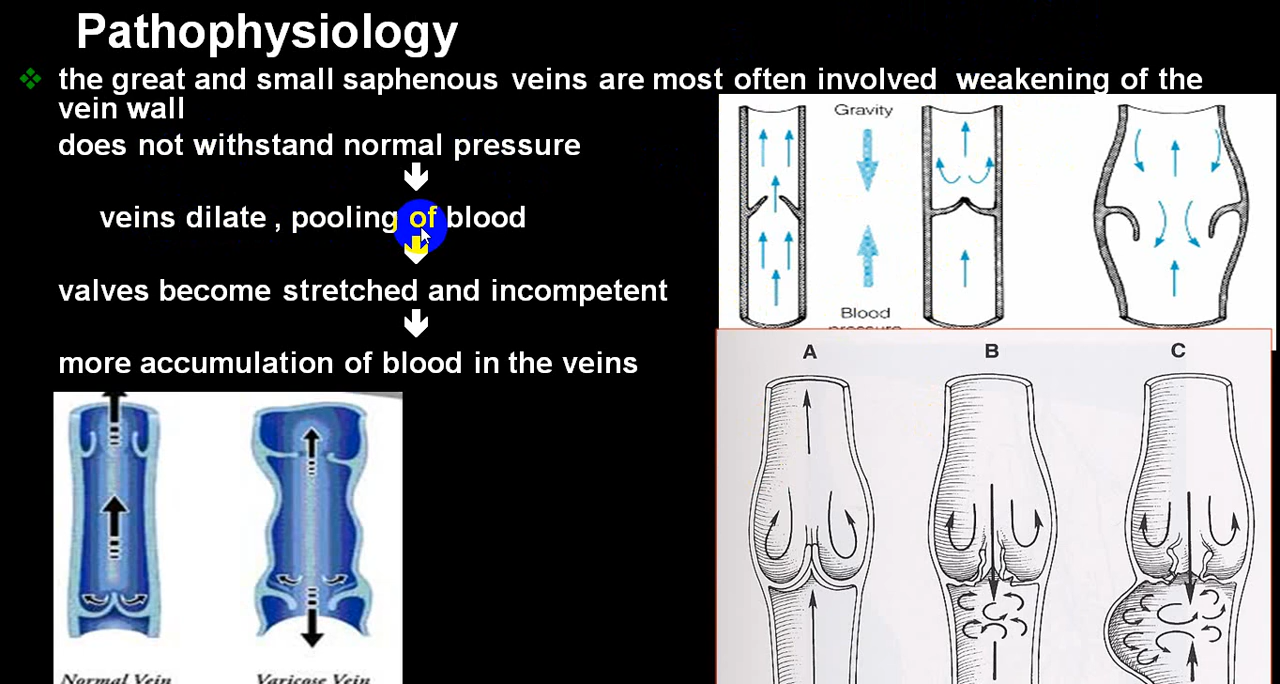 Pathophysiology
the great and small saphenous veins are most often involved weakening of the
vein wall
does not withstand normal pressure
veins dilate , pooling of blood
valves become stretched and incompetent
more accumulation of blood in the veins
Gravity
Blood
pressure
A B C
Normal Vein Varicose Vein